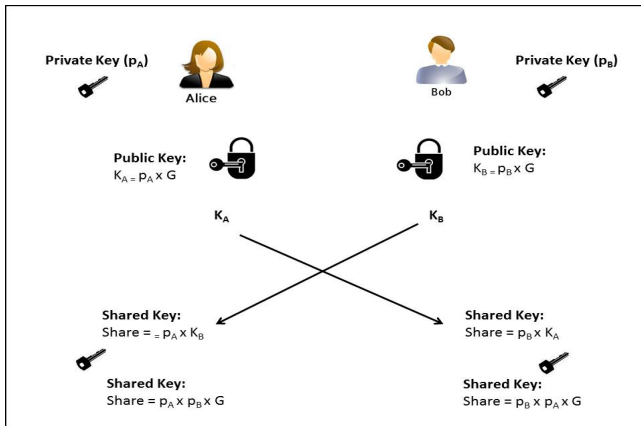 Private Key (pA)
Alice
Bob
Private Key (pB)
Public Key:
KA = pA x G
Public Key:
KB = pB x G
KA
KB
Shared Key:
Share = = pA x KB
Shared Key:
Share = pB x KA
Shared Key:
Share = pA x pB x G
Shared Key:
Share = pB x pA x G